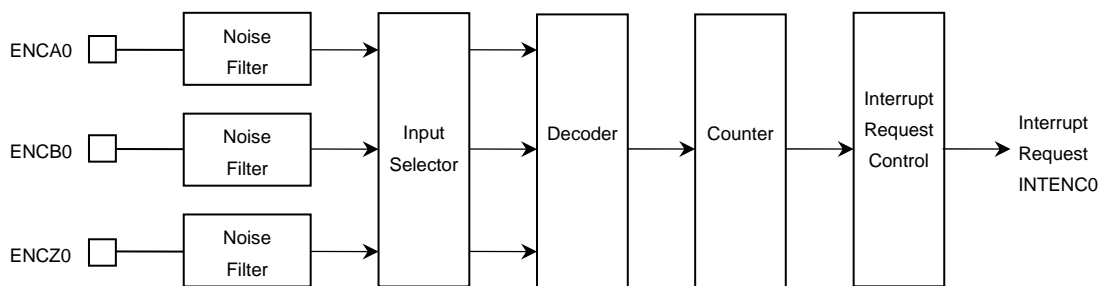 ENCA0
Noise
Filter
ENCB0
Noise
Filter
ENCZ0
Noise
Filter
Input
Selector
Decoder
Counter
Interrupt
Request
Control
Interrupt
Request
INTENC0